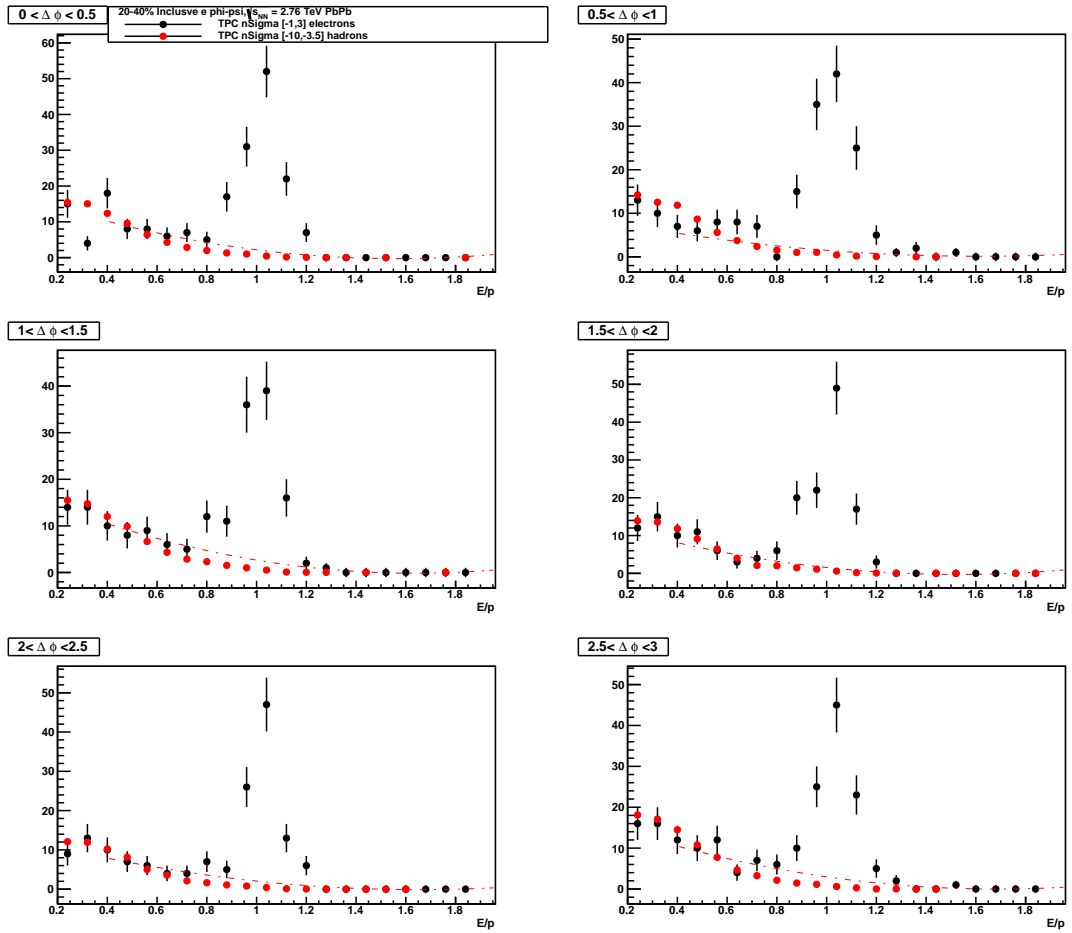 0 < Δ ϕ < 0.5
20-40% Inclusve e phi-psi,√s_NN = 2.76 TeV PbPb
TPC nSigma [-1,3] electrons
TPC nSigma [-10,-3.5] hadrons
60
50
40
30
20
10
0
0.2 0.4 0.6 0.8 1 1.2 1.4 1.6 1.8
E/p
0.5< Δ ϕ <1
50
40
30
20
10
0
0.2 0.4 0.6 0.8 1 1.2 1.4 1.6 1.8
E/p
1< Δ ϕ <1.5
40
30
20
10
0
0.2 0.4 0.6 0.8 1 1.2 1.4 1.6 1.8
E/p
1.5< Δ ϕ <2
50
40
30
20
10
0
0.2 0.4 0.6 0.8 1 1.2 1.4 1.6 1.8
E/p
2< Δ ϕ <2.5
50
40
30
20
10
0
0.2 0.4 0.6 0.8 1 1.2 1.4 1.6 1.8
E/p
2.5< Δ ϕ <3
50
40
30
20
10
0
0.2 0.4 0.6 0.8 1 1.2 1.4 1.6 1.8
E/p